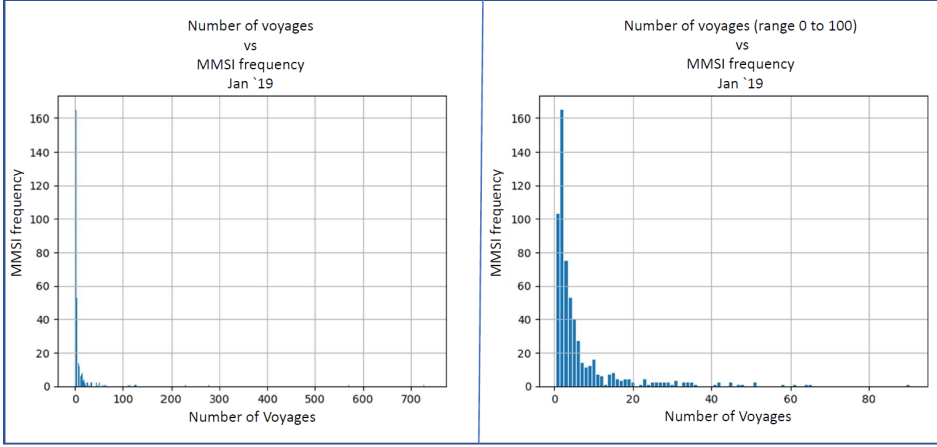 Number of voyages
vs
MMSI frequency
Jan `19
MMSI frequency
160
140
120
100
80
60
40
20
0
0 100 200 300 400 500 600 700
Number of Voyages
Number of voyages (range 0 to 100)
vs
MMSI frequency
Jan `19
MMSI frequency
160
140
120
100
80
60
40
20
0
0 20 40 60 80
Number of Voyages